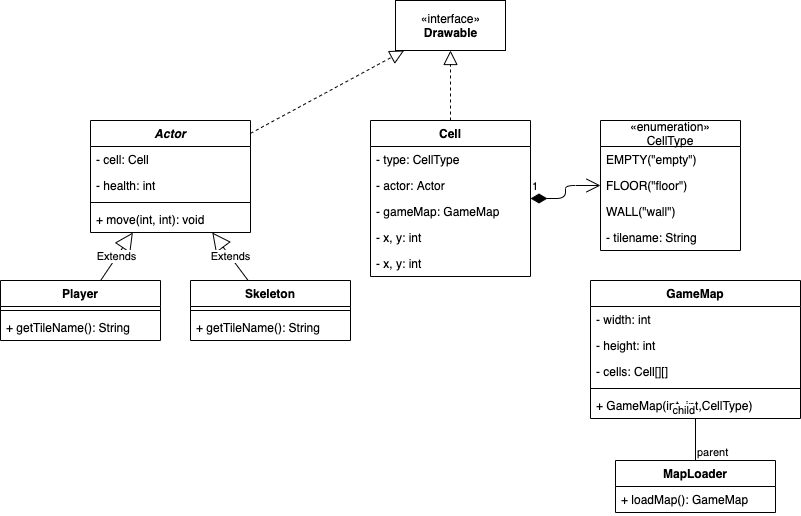 «interface»
Drawable
Actor
- cell: Cell
- health: int
+ move(int, int): void
Cell
- type: CellType
- actor: Actor
- gameMap: GameMap
- x, y: int
- x, y: int
1
«enumeration»
CellType
EMPTY("empty")
FLOOR("floor")
WALL("wall")
- tilename: String
Extends
Extends
Player
+ getTileName(): String
Skeleton
+ getTileName(): String
GameMap
- width: int
- height: int
- cells: Cell[][]
+ GameMap(int, int,CellType)
child
parent
MapLoader
+ loadMap(): GameMap